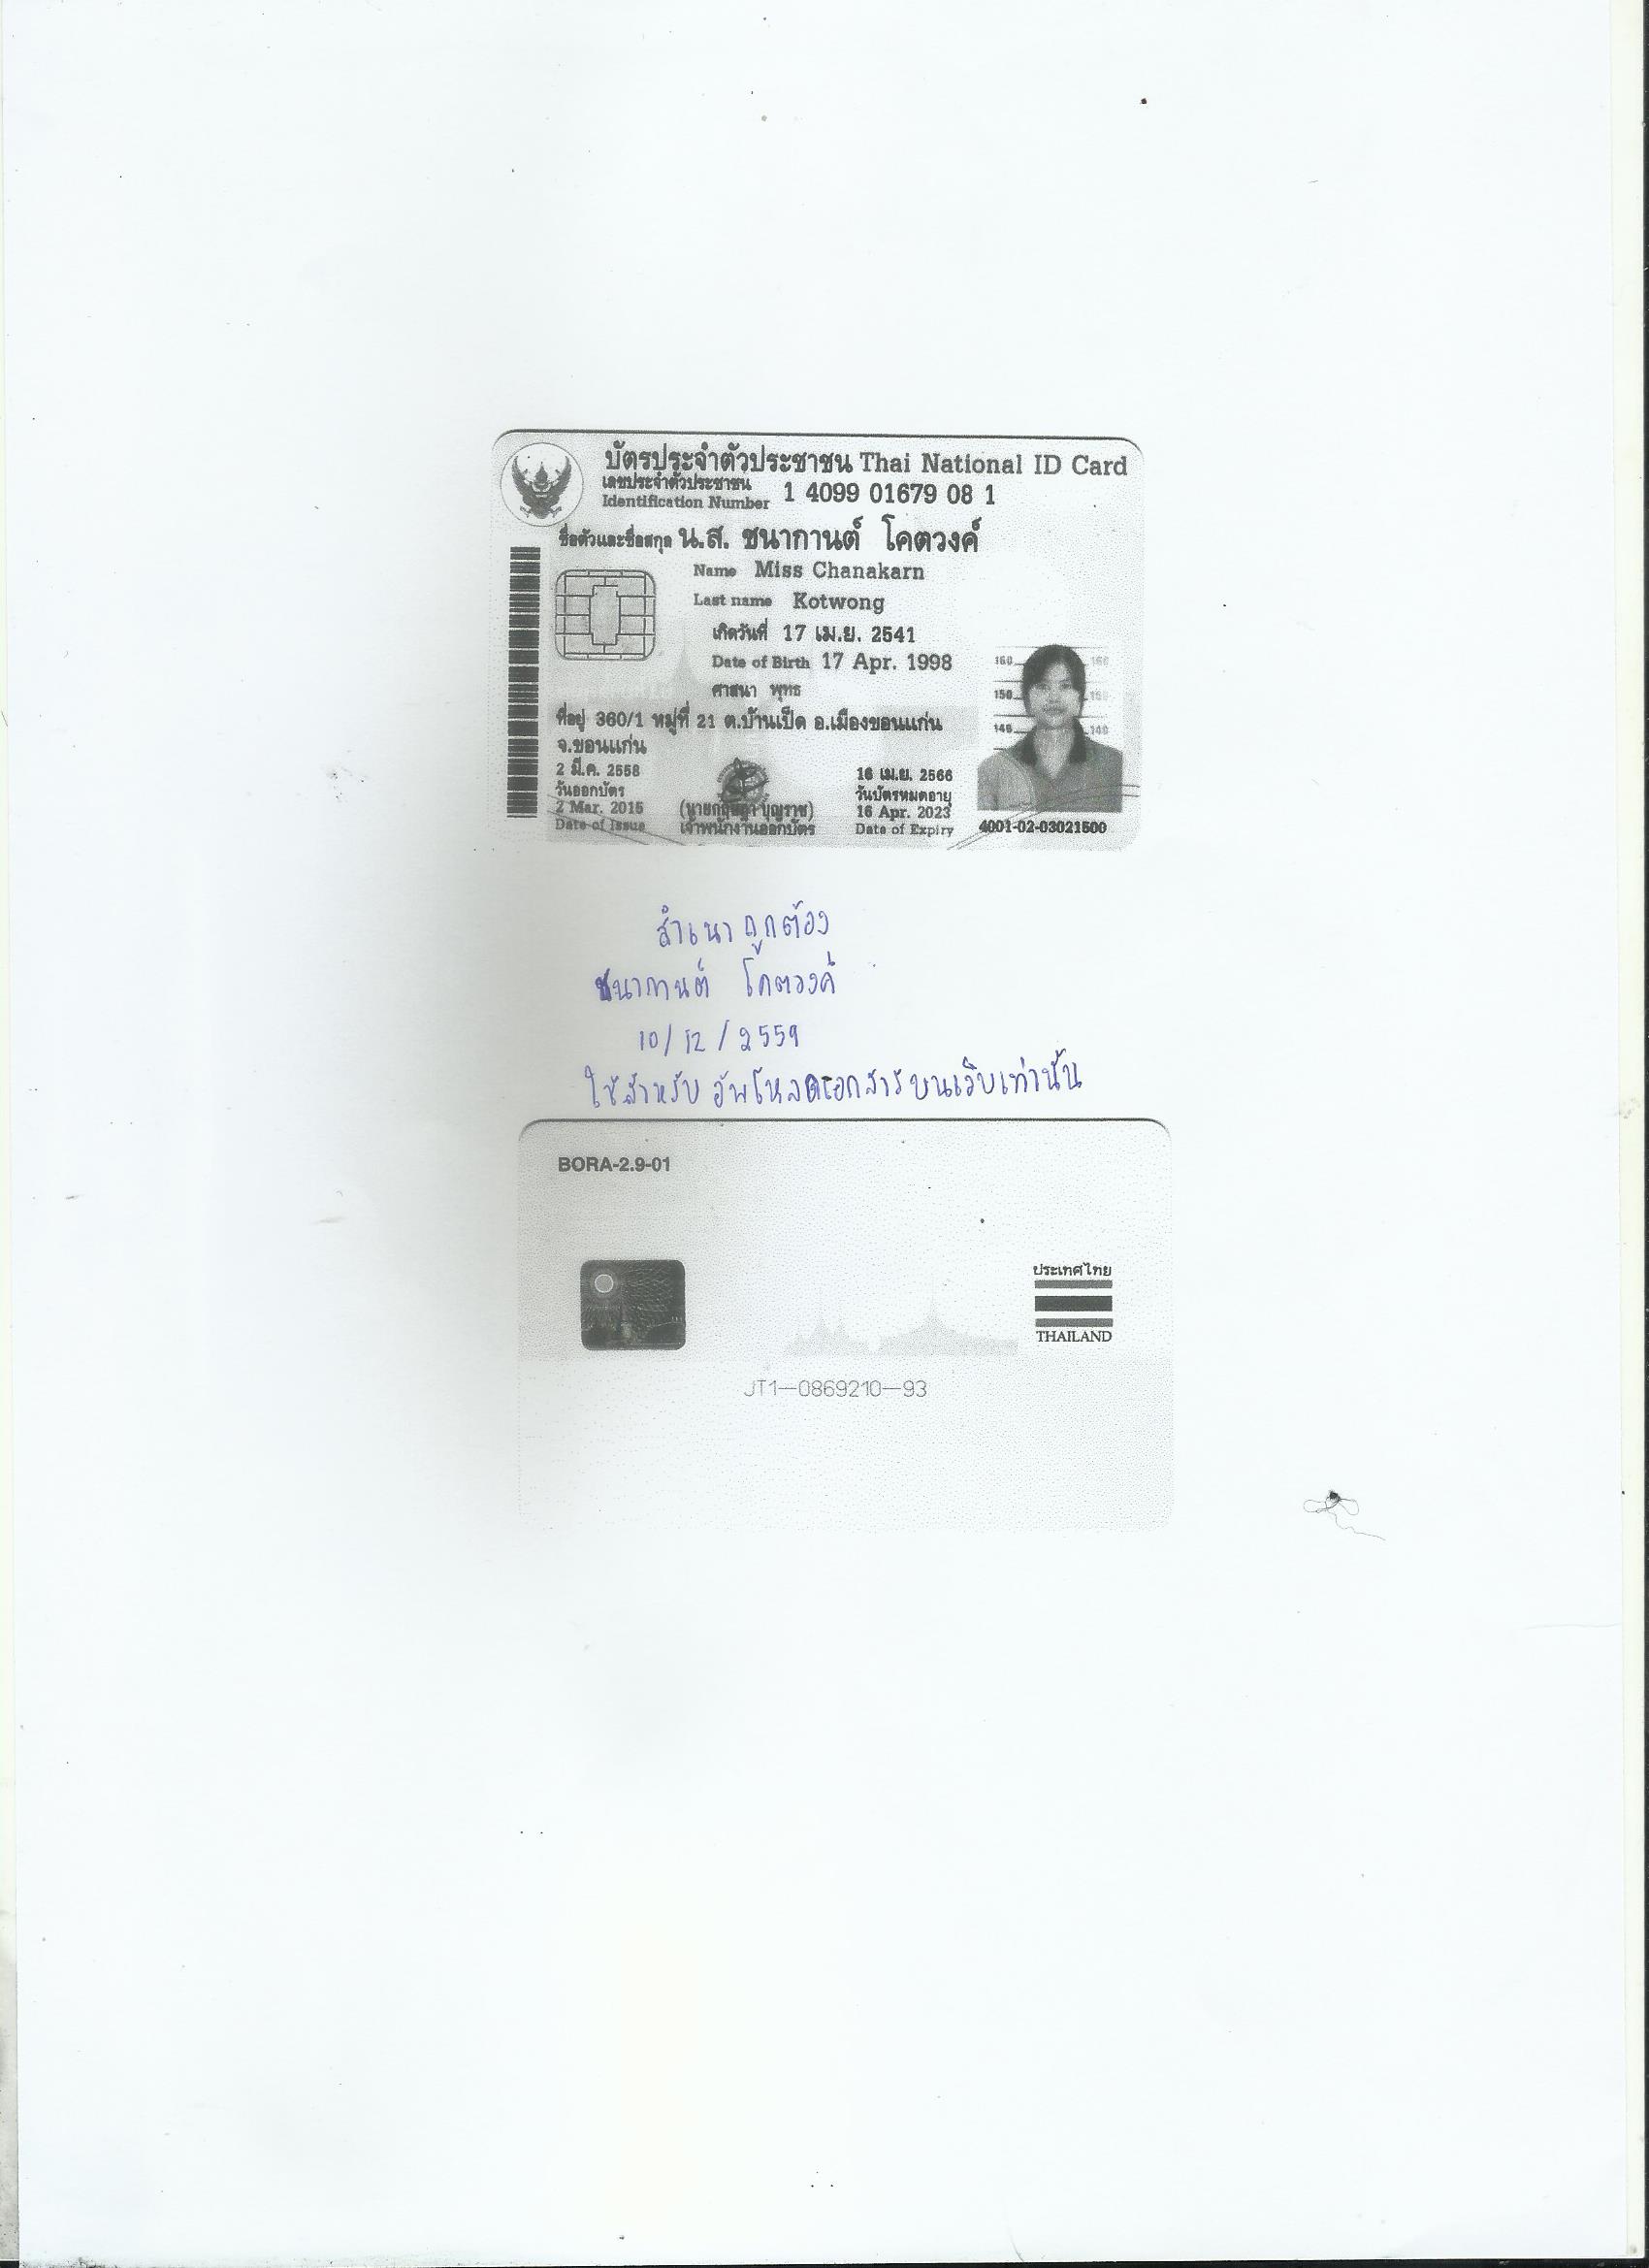 บัตรประจำตัวประชาชน Thai National ID Card
เลขประจำตัวประชาชน
Identification Number 1 4099 01679 08 1
ชื่อตัวและชื่อสกุล น.ส. ชนากานต์ โคตวงค์
Name Miss Chanakarn
Last name Kotwong
เกิดวันที่ 17 เม.ย. 2541
Date of Birth 17 Apr. 1998
ศาสนา พุทธ
ที่อยู่ 360/1 หมู่ที่ 21 ต.บ้านเป็ด อ.เมืองขอนแก่น
จ.ขอนแก่น
160 160
150 150
140 140
2 มี.ค. 2558
วันออกบัตร
2 Mar. 2015
Date of Issue
บุญราช)
เจ้าพนักงานออกบัตร
16 เม.ย. 2566
วันบัตรหมดอายุ
16 Apr. 2023
Date of Expiry
4001-02-03021500
สำเนาถูกต้อง
ชนากานต์ โคตวงค์
10/12/2559
ใช้สำหรับ อัพโหลดเอกสารบนเว็บเท่านั้น
BORA-2.9-01
ประเทศไทย
THAILAND
JT1-0869210-93